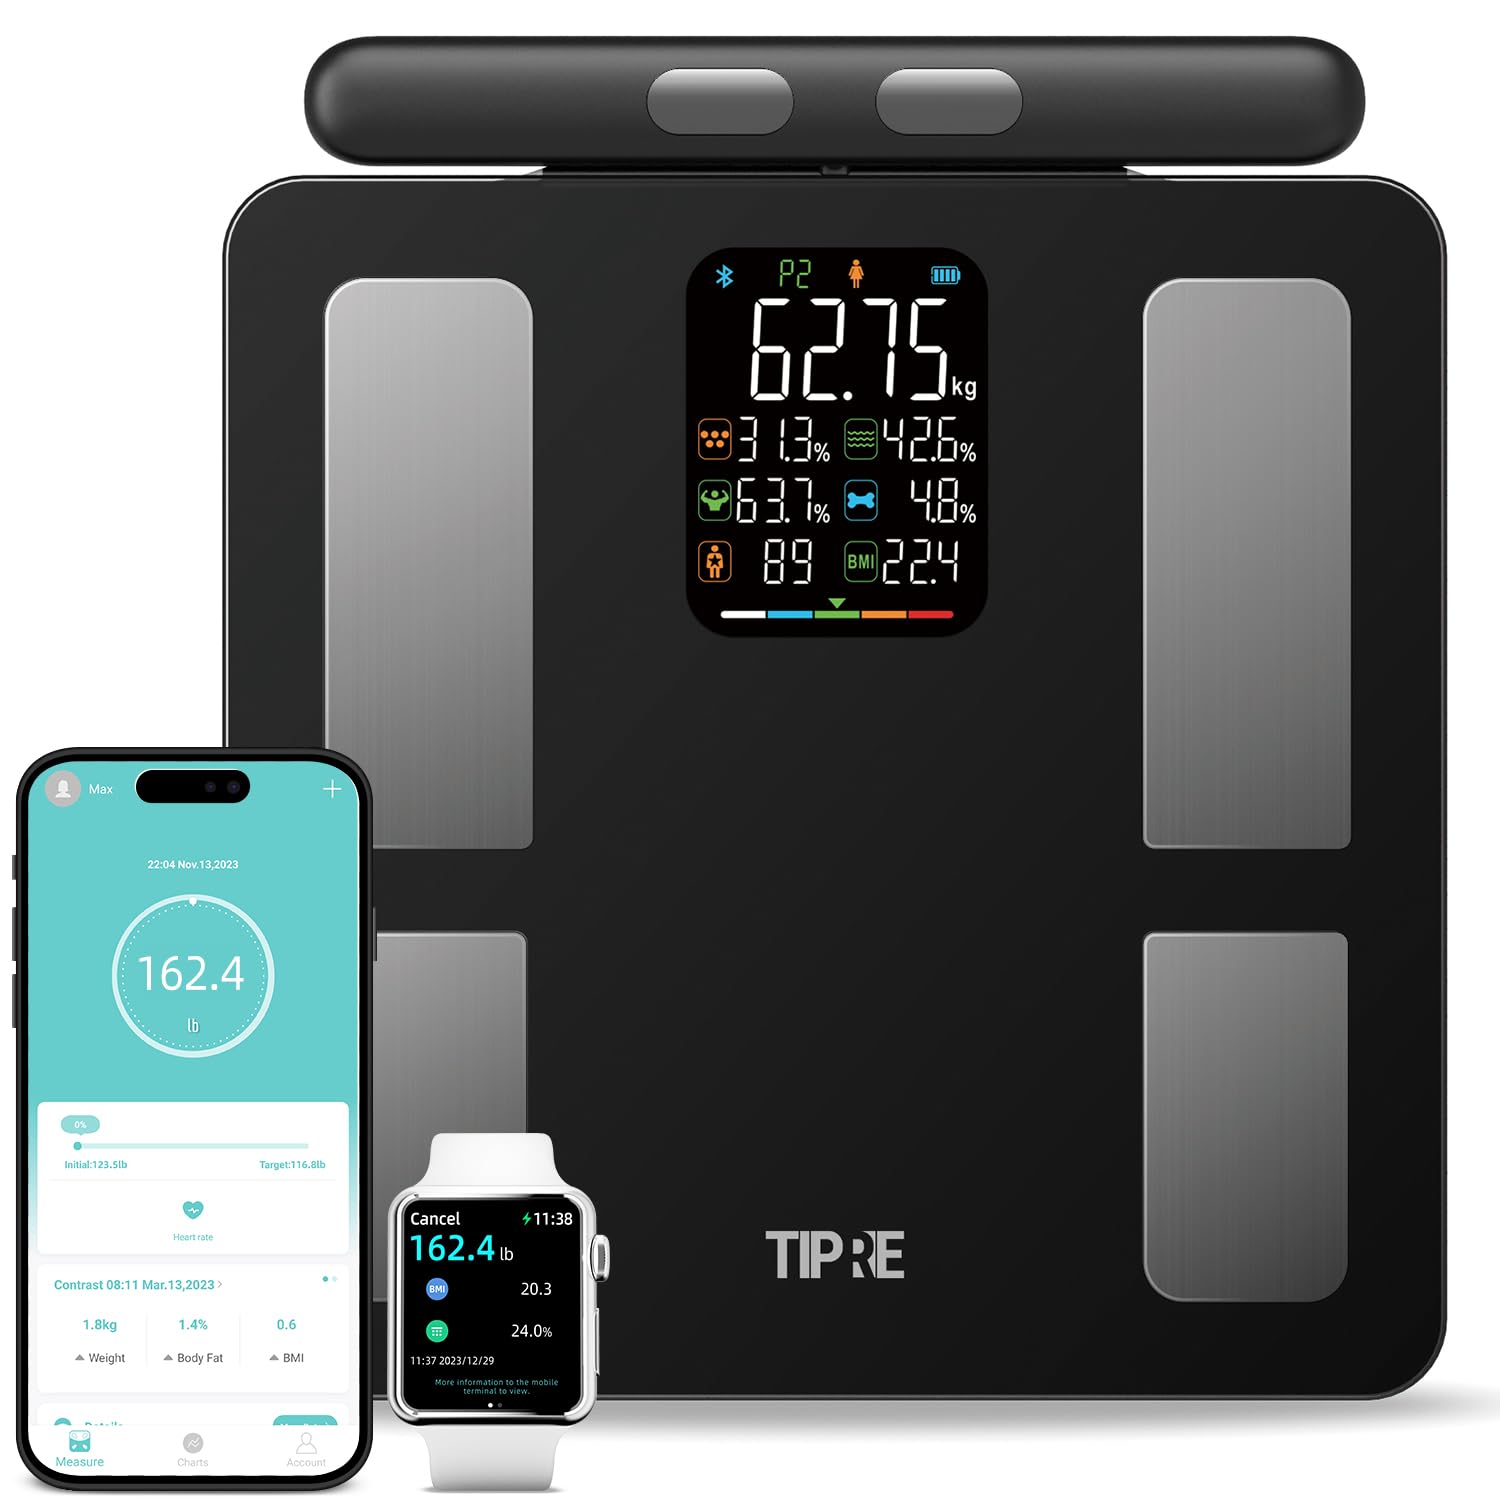 P2
62.75 kg
31.3% 42.6%
63.7% 4.8%
89 BMI 22.4
TIPRE
Max
22:04 Nov.13,2023
162.4
lb
0%
Initial:123.5lb Target:116.8lb
Heart rate
Contrast 08:11 Mar.13,2023 >
1.8kg 1.4% 0.6
Weight Body Fat BMI
Measure Charts Account
Cancel 11:38
162.4 lb
BMI 20.3
24.0%
11:37 2023/12/29
More information to the mobile
terminal to view.